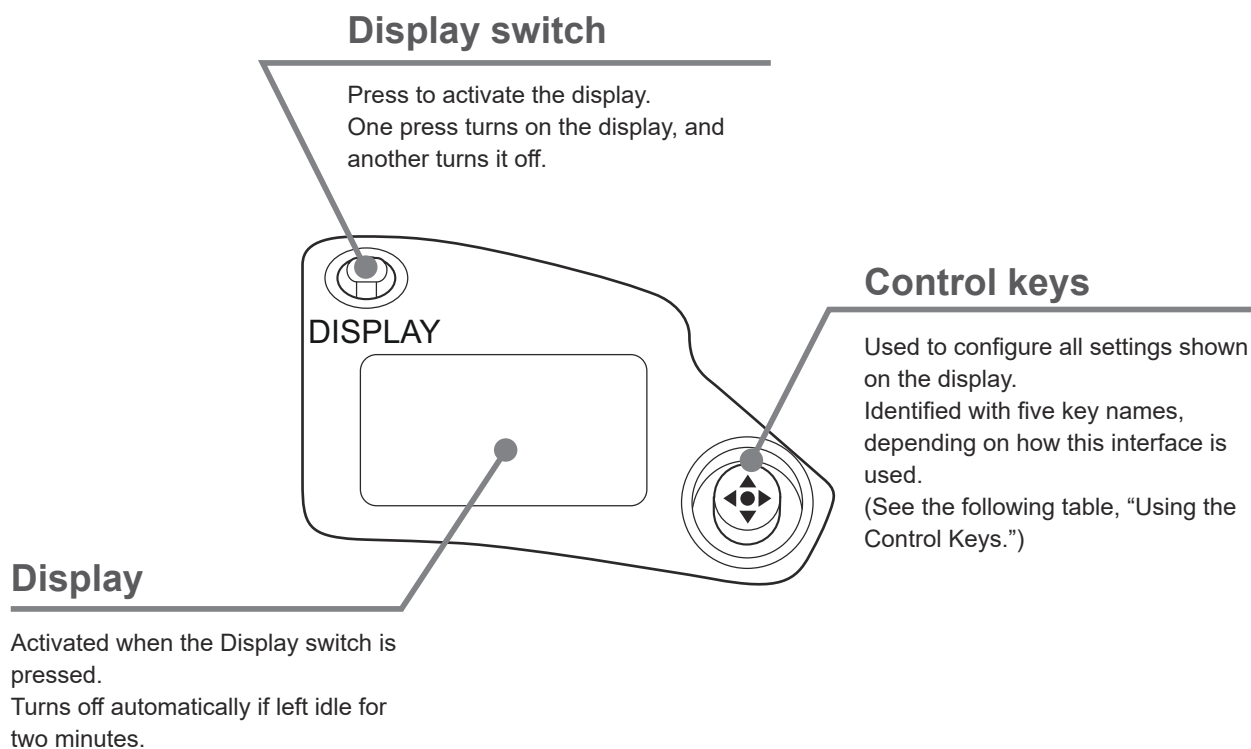 Display switch
Press to activate the display.
One press turns on the display, and
another turns it off.
DISPLAY
Control keys
Used to configure all settings shown
on the display.
Identified with five key names,
depending on how this interface is
used.
(See the following table, “Using the
Control Keys.”)
Display
Activated when the Display switch is
pressed.
Turns off automatically if left idle for
two minutes.